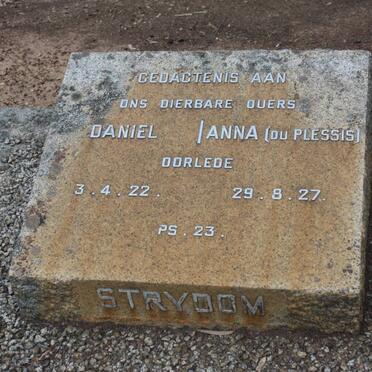 GEDAGTENIS AAN
ONS DIERBARE OUERS
DANIEL / ANNA (DU PLESSIS)
OORLEDE
3.4.22. 29.8.27.
PS.23.
STRYDOM